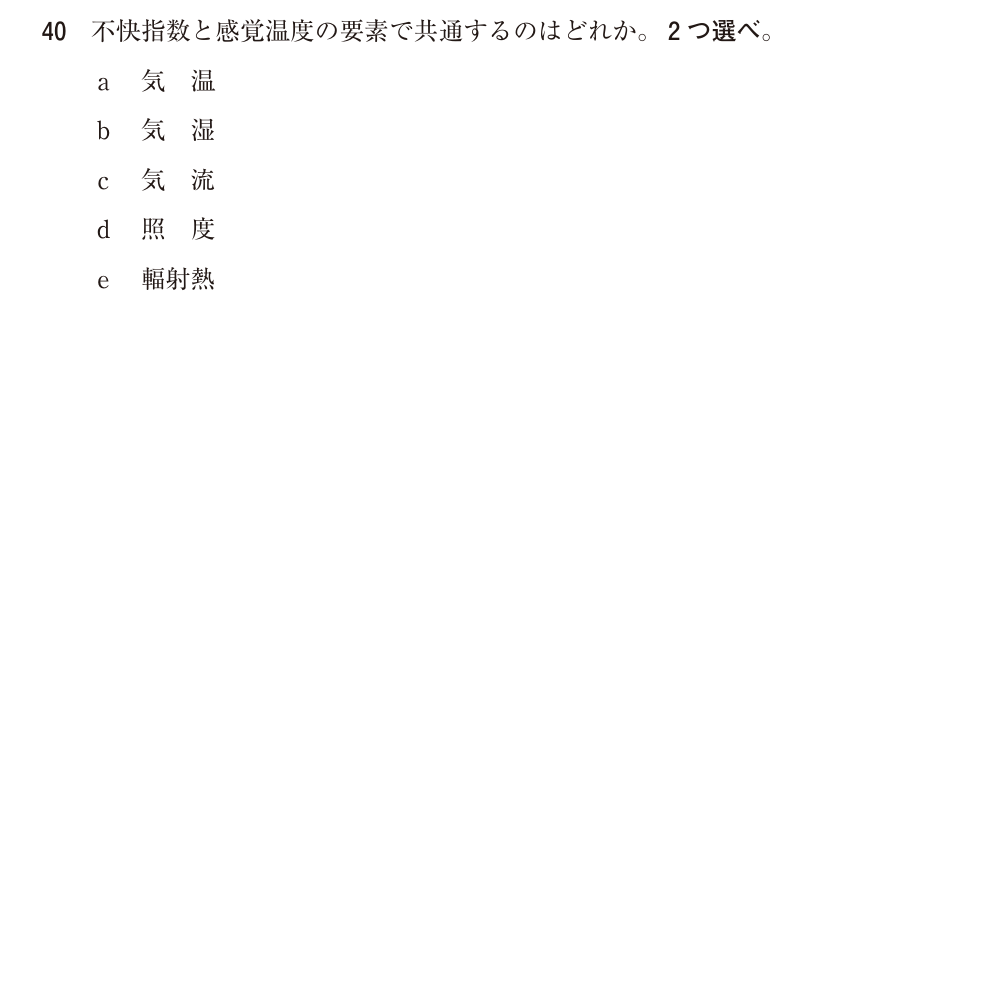 40 不快指数と感覚温度の要素で共通するのはどれか。2つ選べ。
a 気 温
b 気 湿
c 気 流
d 照 度
e 輻射熱